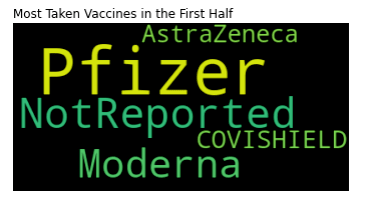 Most Taken Vaccines in the First Half
AstraZeneca
Pfizer
NotReported
COVISHIELD
Moderna